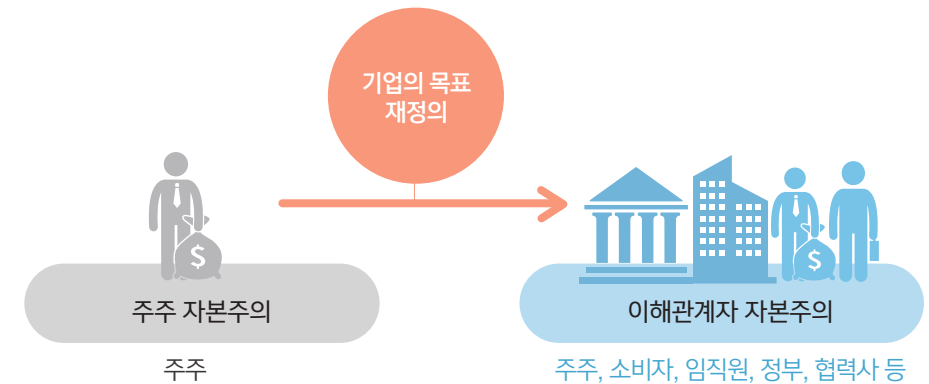 기업의 목표
재정의
$
$
주주 자본주의
이해관계자 자본주의
주주
주주, 소비자, 임직원, 정부, 협력사 등